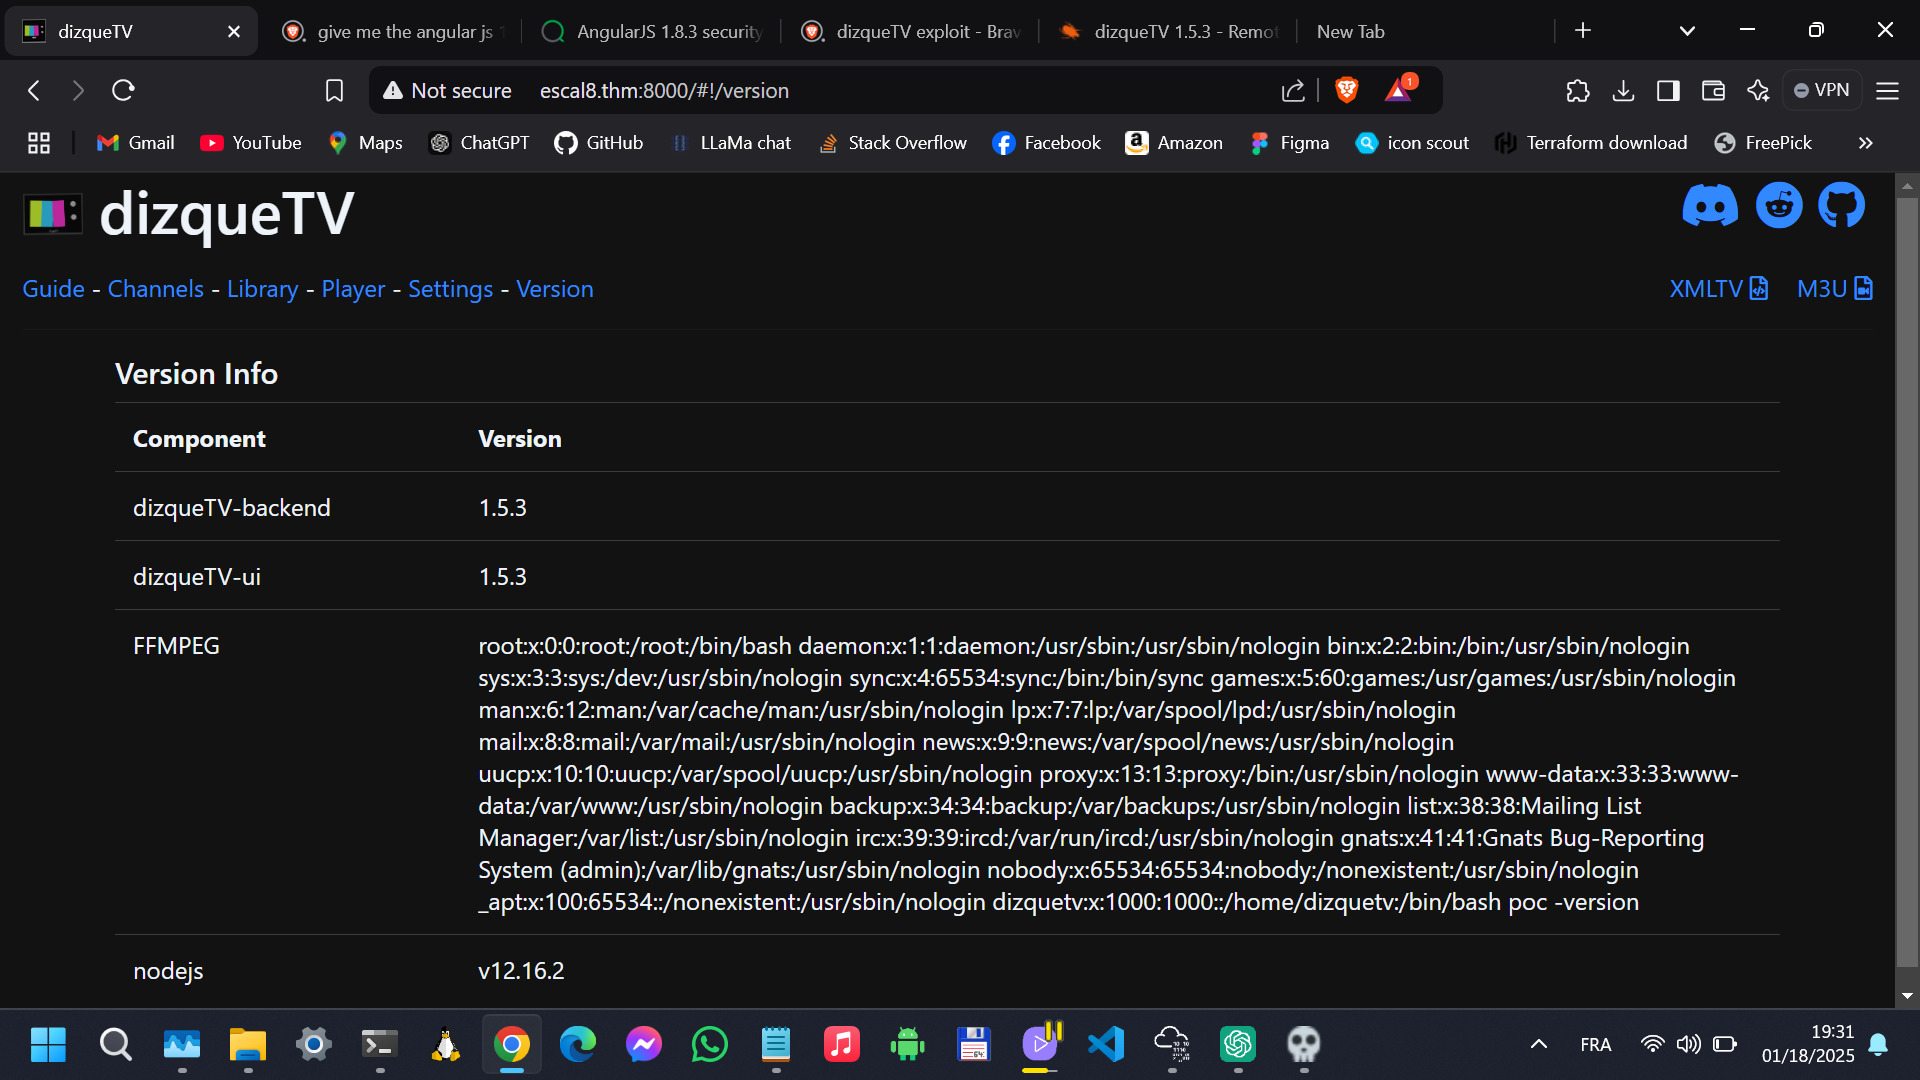 dizqueTV
give me the angular js
AngularJS 1.8.3 security
dizqueTV exploit - Brav
dizqueTV 1.5.3 - Remot
New Tab
Not secure
escal8.thm:8000/#!/version
1
VPN
Gmail
YouTube
Maps
ChatGPT
GitHub
LLaMa chat
Stack Overflow
Facebook
Amazon
Figma
icon scout
Terraform download
FreePick
dizqueTV
Guide - Channels - Library - Player - Settings - Version
XMLTV
M3U
Version Info
Component Version
dizqueTV-backend 1.5.3
dizqueTV-ui 1.5.3
FFMPEG root:x:0:0:root:/root:/bin/bash daemon:x:1:1:daemon:/usr/sbin:/usr/sbin/nologin bin:x:2:2:bin:/bin:/usr/sbin/nologin
sys:x:3:3:sys:/dev:/usr/sbin/nologin sync:x:4:65534:sync:/bin:/bin/sync games:x:5:60:games:/usr/games:/usr/sbin/nologin
man:x:6:12:man:/var/cache/man:/usr/sbin/nologin lp:x:7:7:lp:/var/spool/lpd:/usr/sbin/nologin
mail:x:8:8:mail:/var/mail:/usr/sbin/nologin news:x:9:9:news:/var/spool/news:/usr/sbin/nologin
uucp:x:10:10:uucp:/var/spool/uucp:/usr/sbin/nologin proxy:x:13:13:proxy:/bin:/usr/sbin/nologin www-data:x:33:33:www-
data:/var/www:/usr/sbin/nologin backup:x:34:34:backup:/var/backups:/usr/sbin/nologin list:x:38:38:Mailing List
Manager:/var/list:/usr/sbin/nologin irc:x:39:39:ircd:/var/run/ircd:/usr/sbin/nologin gnats:x:41:41:Gnats Bug-Reporting
System (admin):/var/lib/gnats:/usr/sbin/nologin nobody:x:65534:65534:nobody:/nonexistent:/usr/sbin/nologin
_apt:x:100:65534::/nonexistent:/usr/sbin/nologin dizquetv:x:1000:1000::/home/dizquetv:/bin/bash poc -version
nodejs v12.16.2
FRA
19:31
01/18/2025